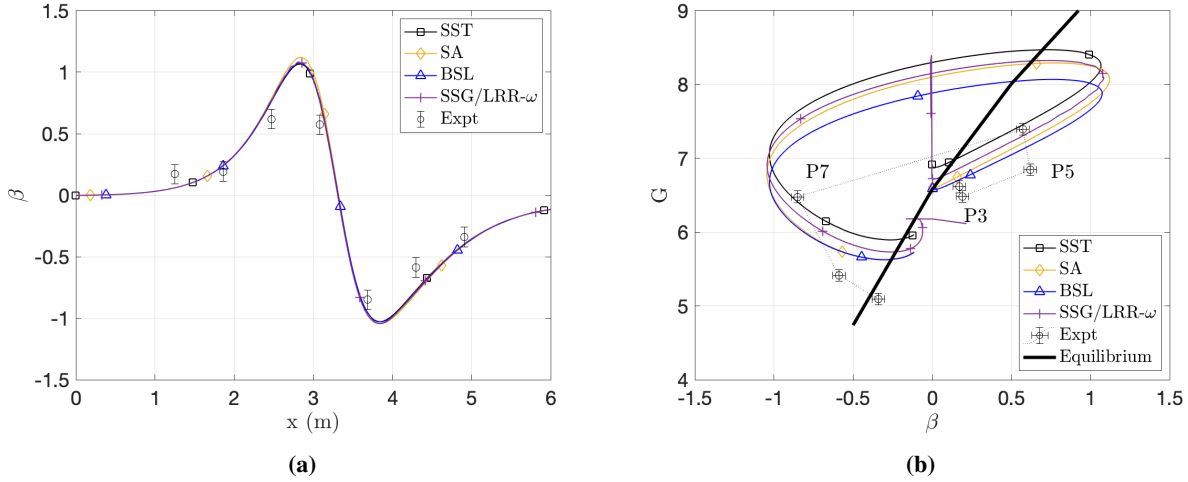 1.5
1
0.5
0
-0.5
-1
-1.5
β
0 1 2 3 4 5 6
x (m)
SST
SA
BSL
SSG/LRR-ω
Expt
(a)
9
8
7
6
5
4
G
-1.5 -1 -0.5 0 0.5 1 1.5
β
P7
P5
P3
SST
SA
BSL
SSG/LRR-ω
Expt
Equilibrium
(b)